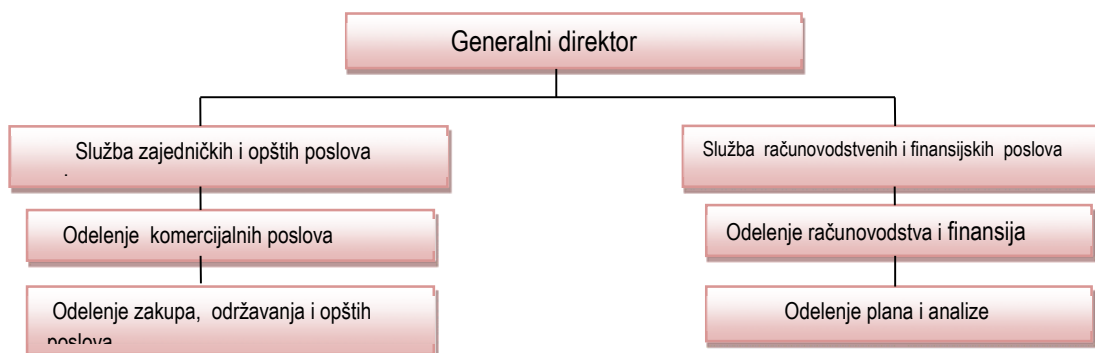 Generalni direktor
Služba zajedničkih i opštih poslova
.
Služba računovodstvenih i finansijskih poslova
Odelenje komercijalnih poslova
Odelenje računovodstva i finansija
Odelenje zakupa, održavanja i opštih
poslova
Odelenje plana i analize